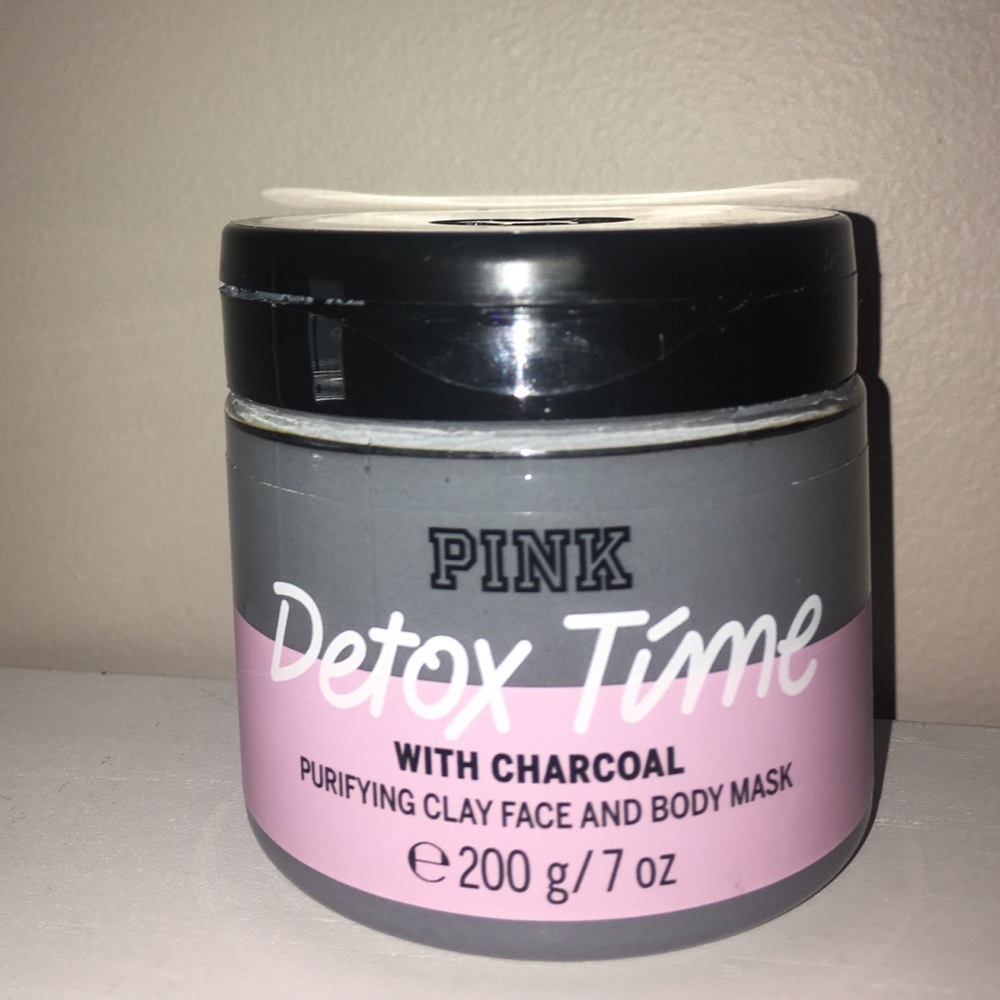 PINK
Detox Time
WITH CHARCOAL
PURIFYING CLAY FACE AND BODY MASK
℮ 200 g/7 oz